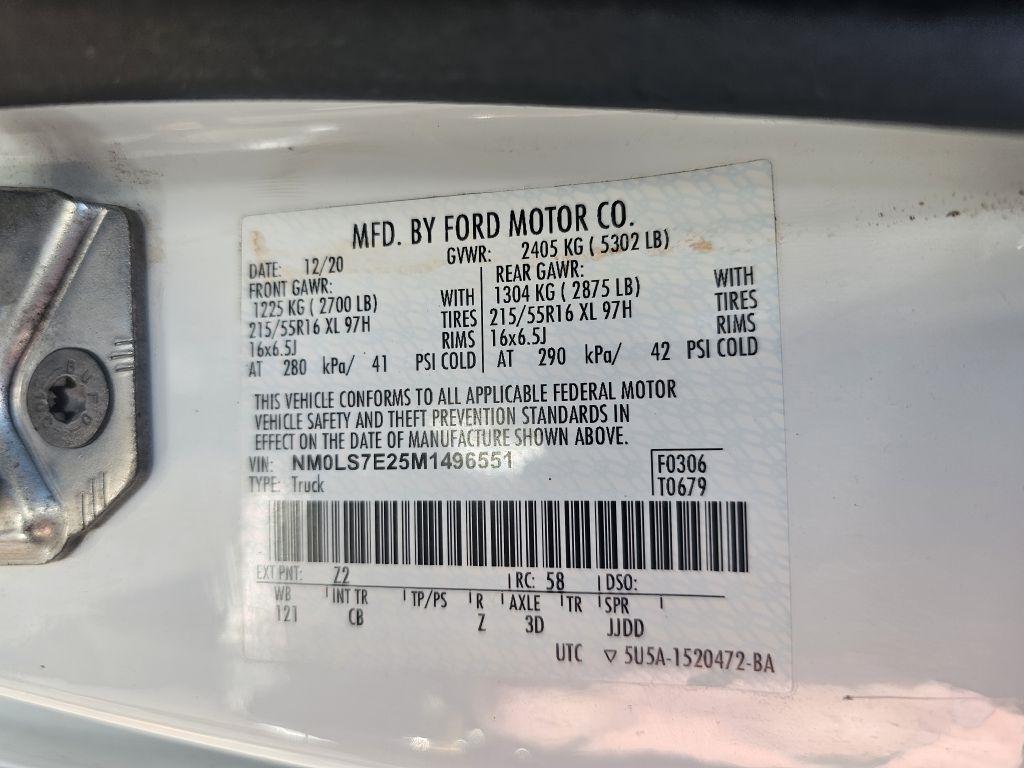 MFD. BY FORD MOTOR CO.
DATE: 12/20 GVWR: 2405 KG ( 5302 LB)
FRONT GAWR: REAR GAWR:
1225 KG ( 2700 LB) WITH 1304 KG ( 2875 LB) WITH
215/55R16 XL 97H TIRES 215/55R16 XL 97H TIRES
16x6.5J RIMS 16x6.5J RIMS
AT 280 kPa/ 41 PSI COLD AT 290 kPa/ 42 PSI COLD
THIS VEHICLE CONFORMS TO ALL APPLICABLE FEDERAL MOTOR
VEHICLE SAFETY AND THEFT PREVENTION STANDARDS IN
EFFECT ON THE DATE OF MANUFACTURE SHOWN ABOVE.
VIN: NM0LS7E25M1496551 F0306
TYPE: Truck T0679
EXT PNT: Z2 RC: 58 DSO:
WB INT TR TP/PS R AXLE TR SPR
121 CB Z 3D JJDD
UTC ▽ 5U5A-1520472-BA